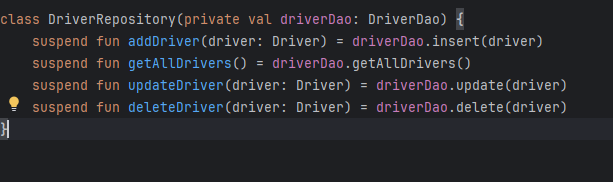 class DriverRepository(private val driverDao: DriverDao) {
    suspend fun addDriver(driver: Driver) = driverDao.insert(driver)
    suspend fun getAllDrivers() = driverDao.getAllDrivers()
    suspend fun updateDriver(driver: Driver) = driverDao.update(driver)
    suspend fun deleteDriver(driver: Driver) = driverDao.delete(driver)
}